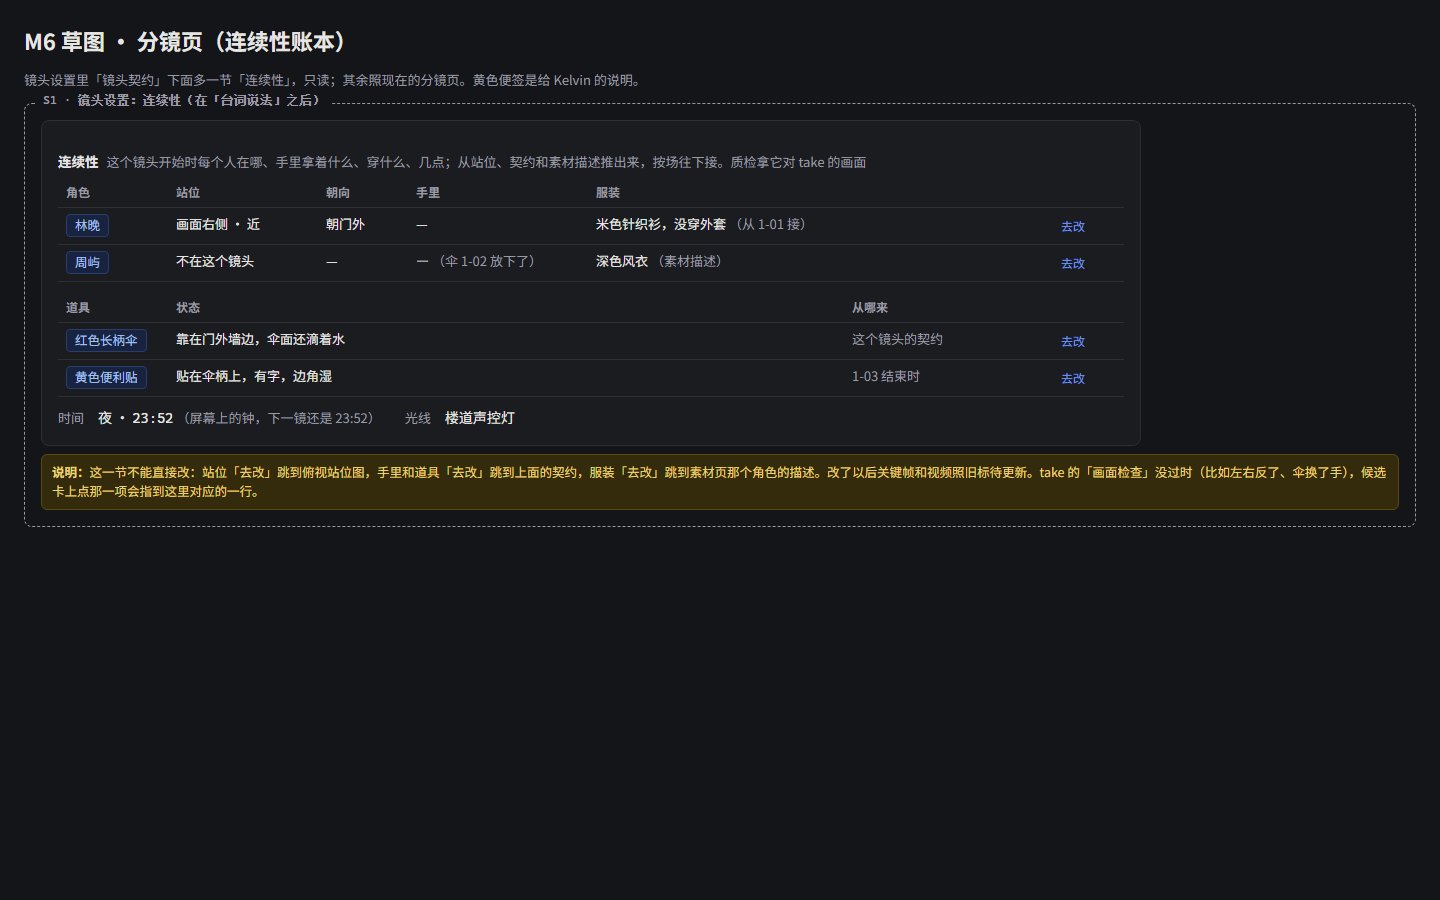 M6 草图 · 分镜页（连续性账本）
镜头设置里「镜头契约」下面多一节「连续性」，只读；其余照现在的分镜页。黄色便签是给 Kelvin 的说明。
S1 · 镜头设置：连续性（在「台词说法」之后）
连续性 这个镜头开始时每个人在哪、手里拿着什么、穿什么、几点；从站位、契约和素材描述推出来，按场往下接。质检拿它对 take 的画面
角色 站位 朝向 手里 服装
林晚 画面右侧 · 近 朝门外 — 米色针织衫，没穿外套 （从 1-01 接） 去改
周屿 不在这个镜头 — — （伞 1-02 放下了） 深色风衣 （素材描述） 去改
道具 状态 从哪来
红色长柄伞 靠在门外墙边，伞面还滴着水 这个镜头的契约 去改
黄色便利贴 贴在伞柄上，有字，边角湿 1-03 结束时 去改
时间 夜 · 23:52 （屏幕上的钟，下一镜还是 23:52） 光线 楼道声控灯
说明：这一节不能直接改：站位「去改」跳到俯视站位图，手里和道具「去改」跳到上面的契约，服装「去改」跳到素材页那个角色的描述。改了以后关键帧和视频照旧标待更新。take 的「画面检查」没过时（比如左右反了、伞换了手），候选
卡上点那一项会指到这里对应的一行。